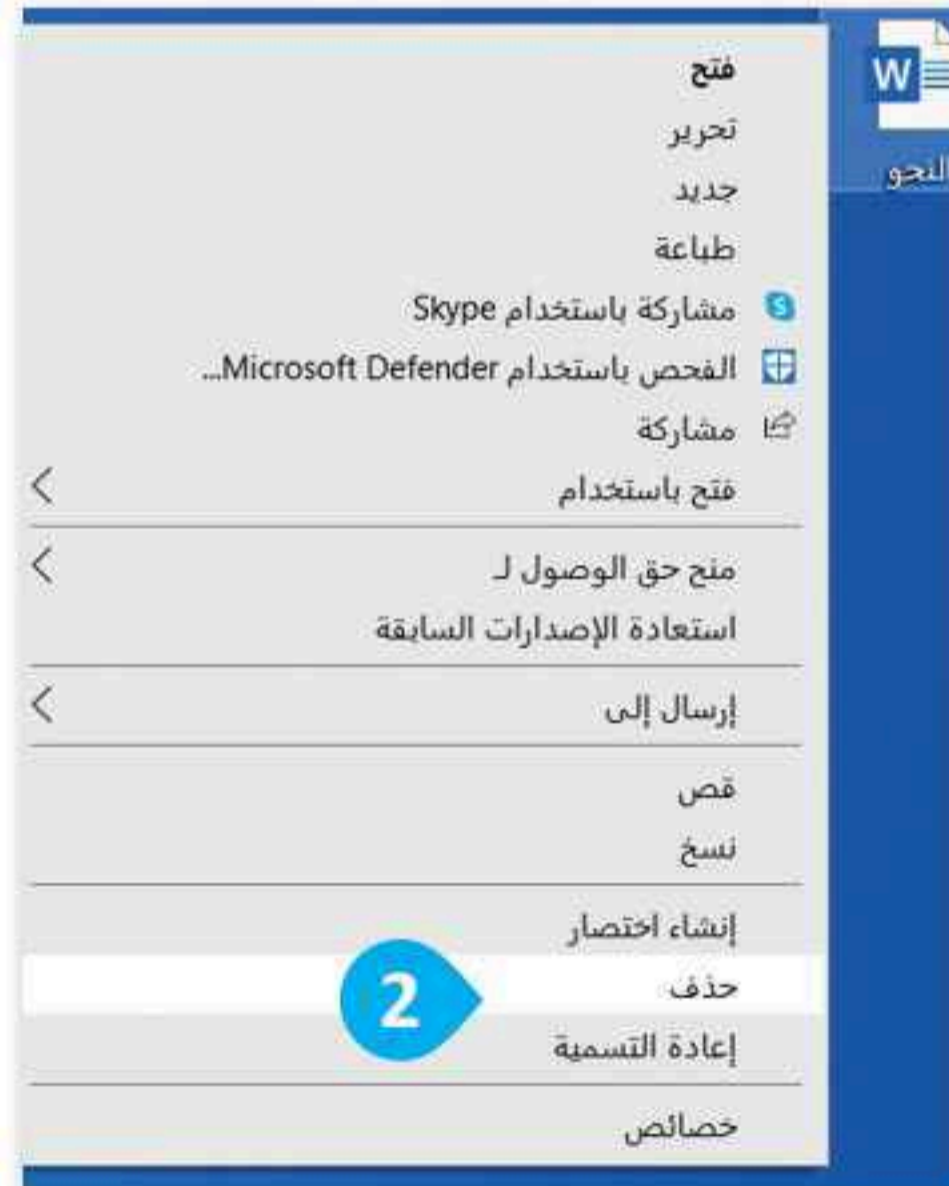 W
النحو
فتح
تحرير
جديد
طباعة
مشاركة باستخدام Skype
الفحص باستخدام Microsoft Defender...
مشاركة
فتح باستخدام
منح حق الوصول لـ
استعادة الإصدارات السابقة
إرسال إلى
قص
نسخ
إنشاء اختصار
حذف
2
إعادة التسمية
خصائص